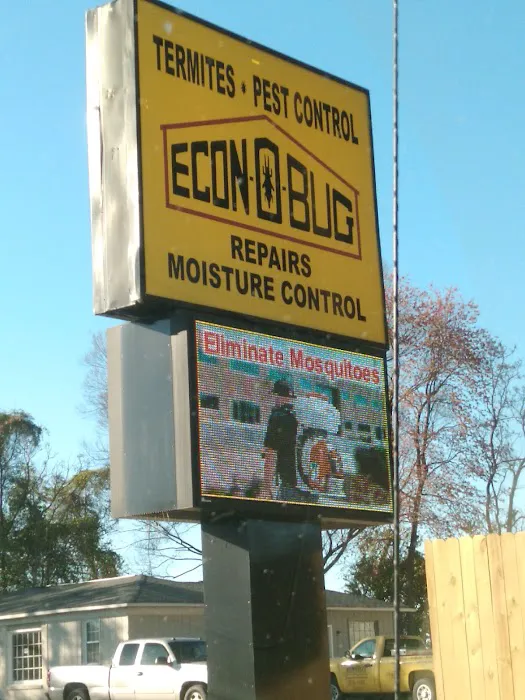 TERMITES • PEST CONTROL
ECON-O-BUG
REPAIRS
MOISTURE CONTROL
Eliminate Mosquitoes